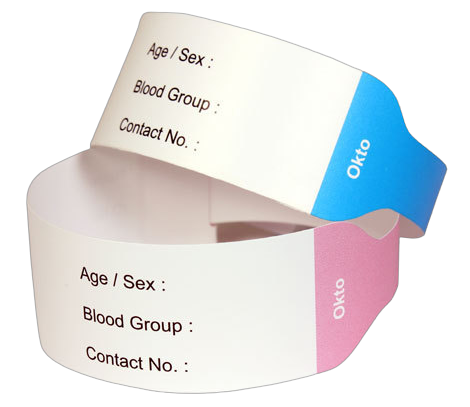 Age / Sex :
Blood Group :
Contact No. :
Okto
Age / Sex :
Blood Group :
Contact No. :
Okto